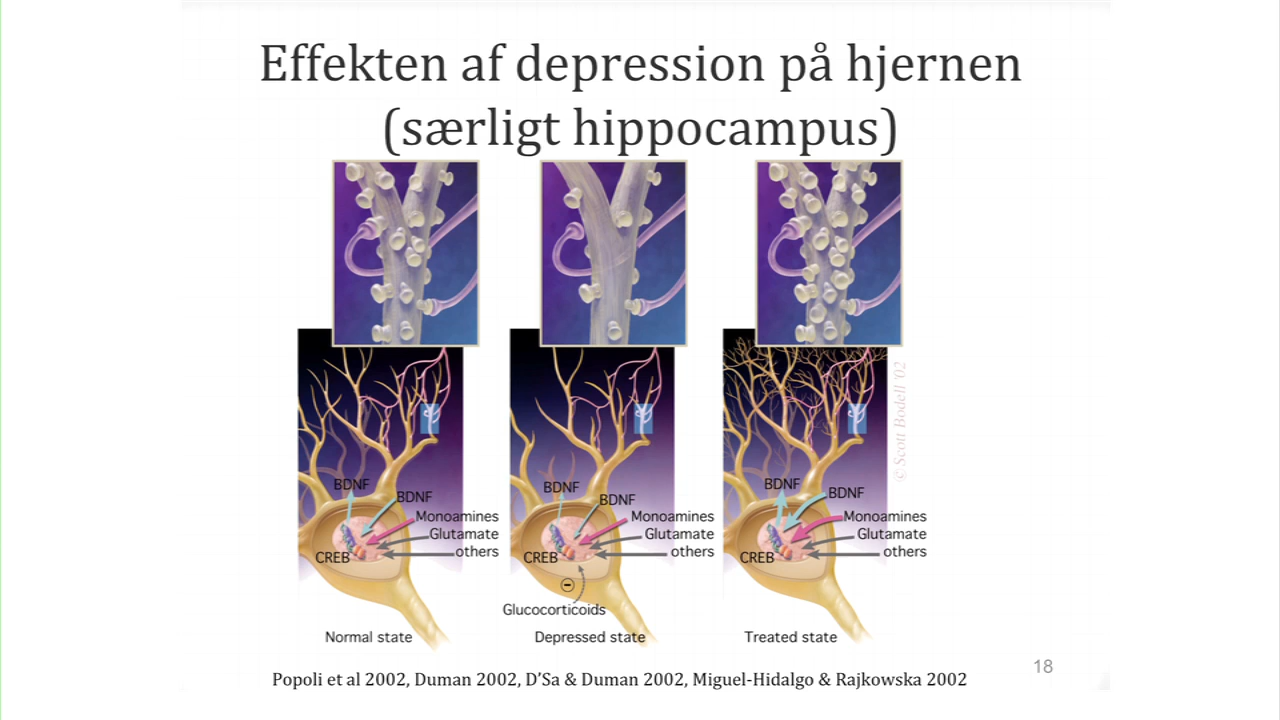 Effekten af depression på hjernen
(særligt hippocampus)
© Scott Bodell '02
BDNF
BDNF
Monoamines
Glutamate
others
CREB
Normal state
BDNF
BDNF
Monoamines
Glutamate
others
CREB
Glucocorticoids
Depressed state
BDNF
BDNF
Monoamines
Glutamate
others
CREB
Treated state
18
Popoli et al 2002, Duman 2002, D'Sa & Duman 2002, Miguel-Hidalgo & Rajkowska 2002